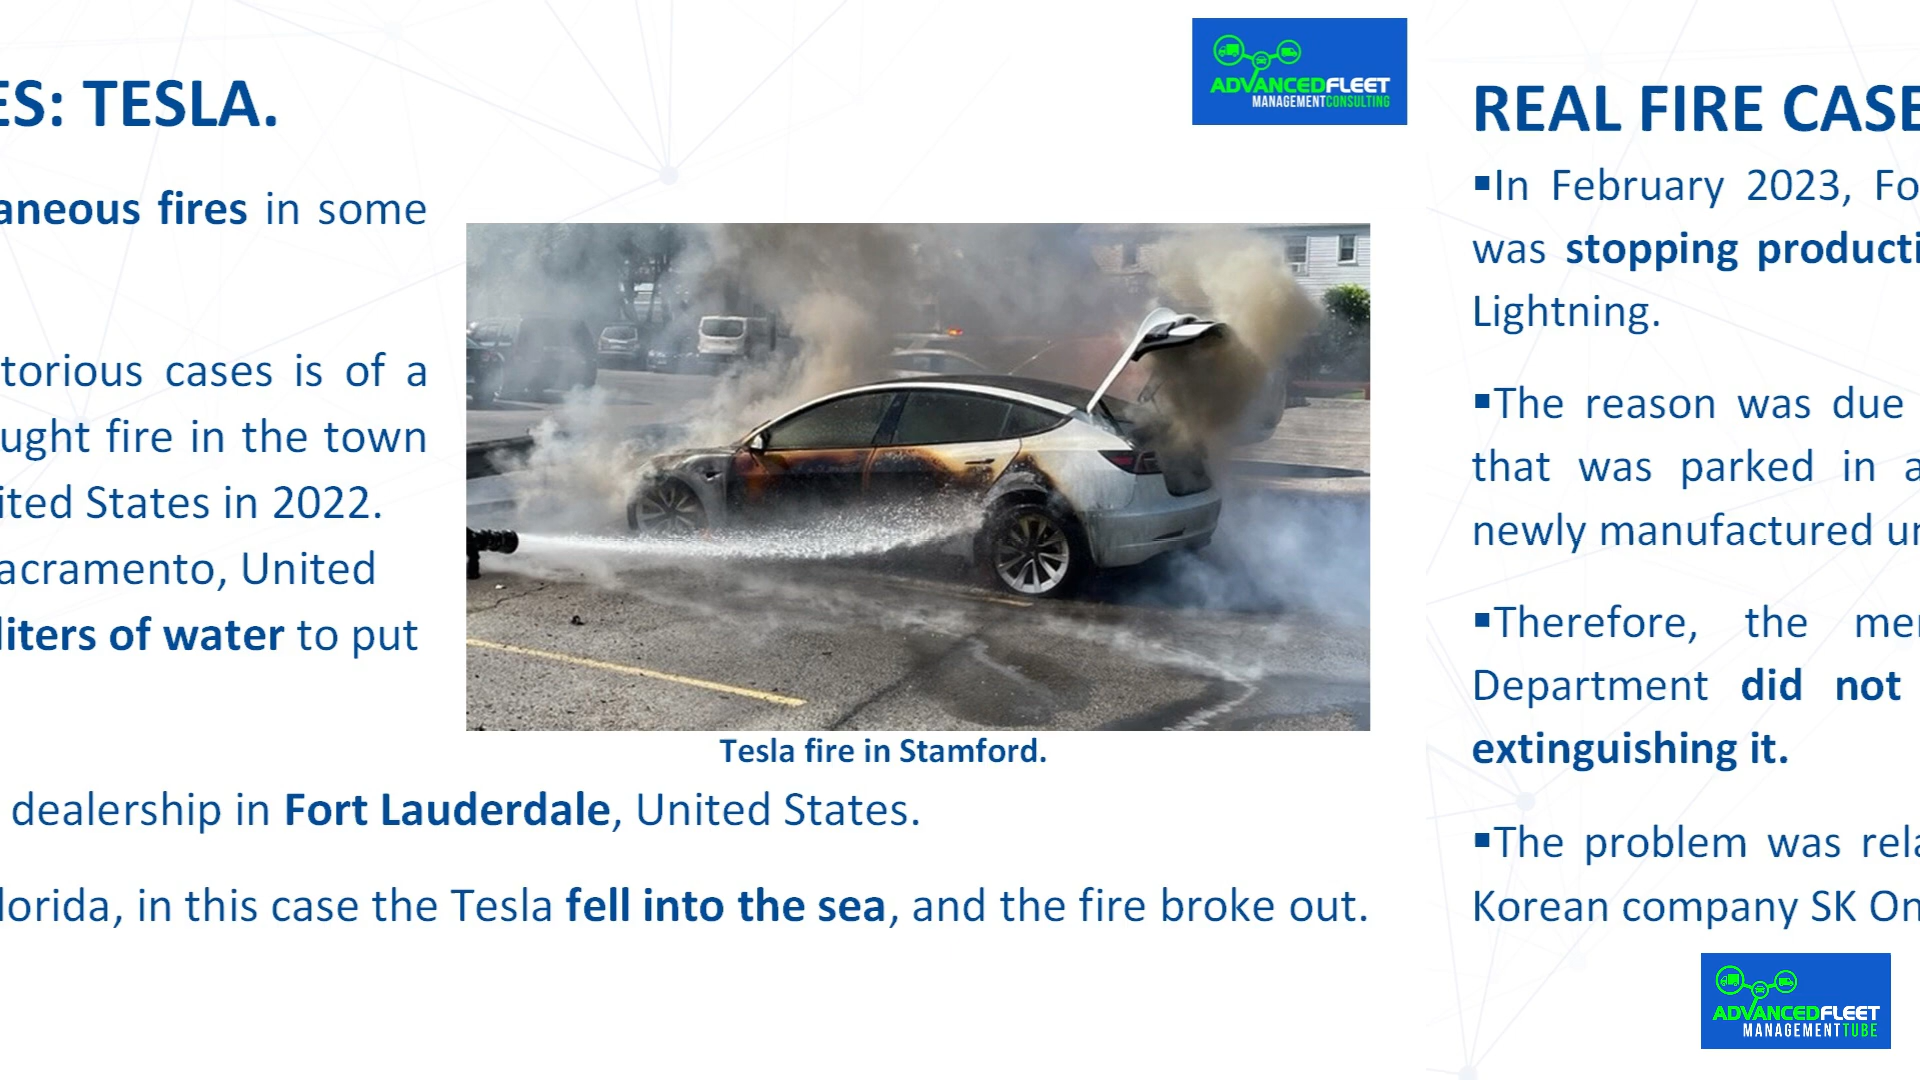 ES: TESLA.
aneous fires in some
torious cases is of a
ught fire in the town
ited States in 2022.
acramento, United
liters of water to put
Tesla fire in Stamford.
dealership in Fort Lauderdale, United States.
lorida, in this case the Tesla fell into the sea, and the fire broke out.
ADVANCEDFLEET
MANAGEMENTCONSULTING
REAL FIRE CASE
▪In February 2023, Fo
was stopping producti
Lightning.
▪The reason was due
that was parked in a
newly manufactured un
▪Therefore, the mem
Department did not
extinguishing it.
▪The problem was rela
Korean company SK On
ADVANCEDFLEET
MANAGEMENTTUBE